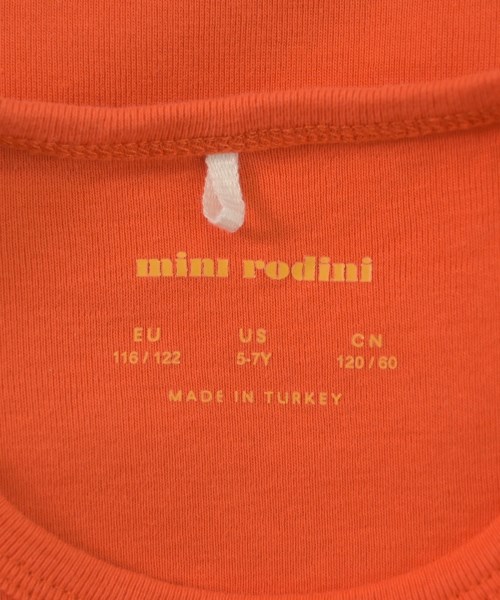 mini rodini
EU US CN
116 / 122 5-7Y 120 / 60
MADE IN TURKEY